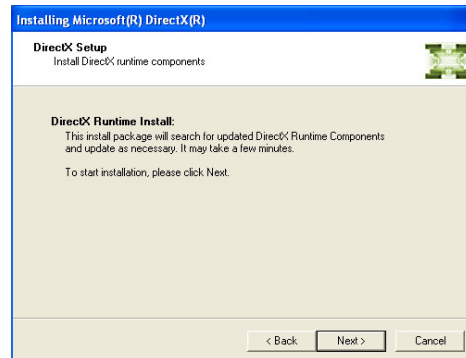 Installing Microsoft(R) DirectX(R)
DirectX Setup
Install DirectX runtime components
DirectX Runtime Install:
This install package will search for updated DirectX Runtime Components
and update as necessary. It may take a few minutes.
To start installation, please click Next.
< Back Next > Cancel